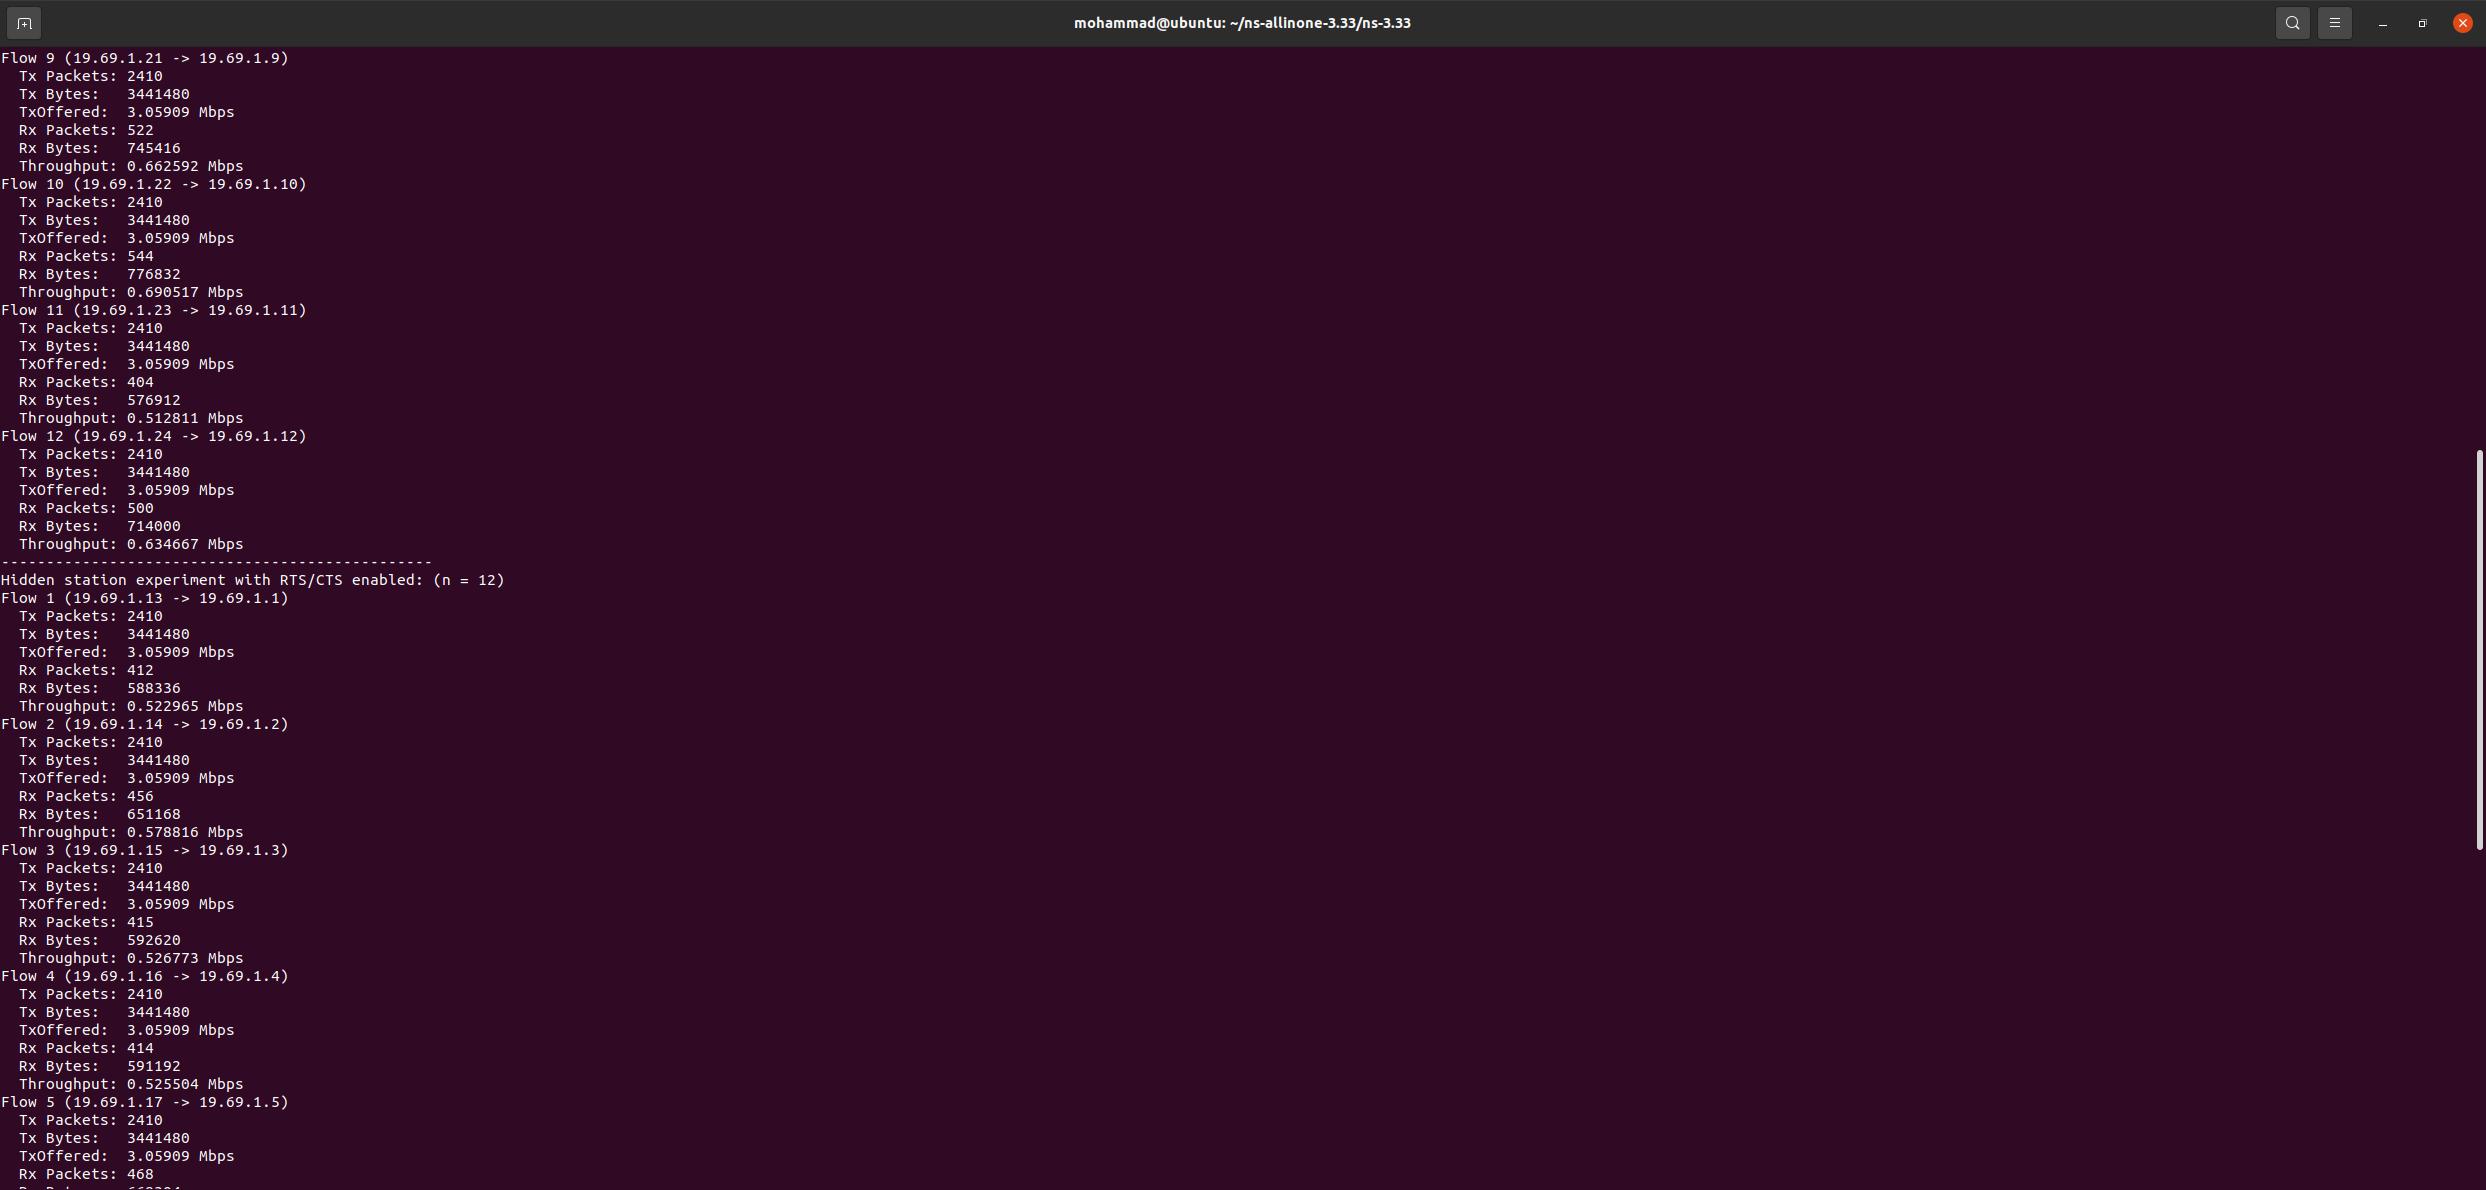 mohammad@ubuntu: ~/ns-allinone-3.33/ns-3.33
Flow 9 (19.69.1.21 -> 19.69.1.9)
  Tx Packets: 2410
  Tx Bytes:   3441480
  TxOffered:  3.05909 Mbps
  Rx Packets: 522
  Rx Bytes:   745416
  Throughput: 0.662592 Mbps
Flow 10 (19.69.1.22 -> 19.69.1.10)
  Tx Packets: 2410
  Tx Bytes:   3441480
  TxOffered:  3.05909 Mbps
  Rx Packets: 544
  Rx Bytes:   776832
  Throughput: 0.690517 Mbps
Flow 11 (19.69.1.23 -> 19.69.1.11)
  Tx Packets: 2410
  Tx Bytes:   3441480
  TxOffered:  3.05909 Mbps
  Rx Packets: 404
  Rx Bytes:   576912
  Throughput: 0.512811 Mbps
Flow 12 (19.69.1.24 -> 19.69.1.12)
  Tx Packets: 2410
  Tx Bytes:   3441480
  TxOffered:  3.05909 Mbps
  Rx Packets: 500
  Rx Bytes:   714000
  Throughput: 0.634667 Mbps
------------------------------------------------
Hidden station experiment with RTS/CTS enabled: (n = 12)
Flow 1 (19.69.1.13 -> 19.69.1.1)
  Tx Packets: 2410
  Tx Bytes:   3441480
  TxOffered:  3.05909 Mbps
  Rx Packets: 412
  Rx Bytes:   588336
  Throughput: 0.522965 Mbps
Flow 2 (19.69.1.14 -> 19.69.1.2)
  Tx Packets: 2410
  Tx Bytes:   3441480
  TxOffered:  3.05909 Mbps
  Rx Packets: 456
  Rx Bytes:   651168
  Throughput: 0.578816 Mbps
Flow 3 (19.69.1.15 -> 19.69.1.3)
  Tx Packets: 2410
  Tx Bytes:   3441480
  TxOffered:  3.05909 Mbps
  Rx Packets: 415
  Rx Bytes:   592620
  Throughput: 0.526773 Mbps
Flow 4 (19.69.1.16 -> 19.69.1.4)
  Tx Packets: 2410
  Tx Bytes:   3441480
  TxOffered:  3.05909 Mbps
  Rx Packets: 414
  Rx Bytes:   591192
  Throughput: 0.525504 Mbps
Flow 5 (19.69.1.17 -> 19.69.1.5)
  Tx Packets: 2410
  Tx Bytes:   3441480
  TxOffered:  3.05909 Mbps
  Rx Packets: 468